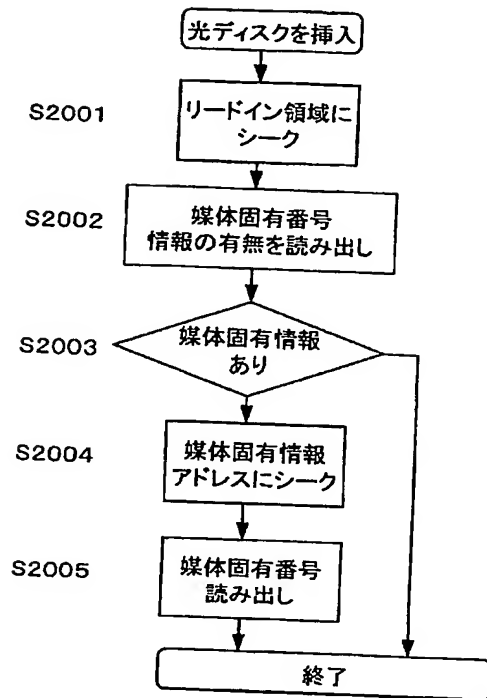 光ディスクを挿入
S2001
リードイン領域に
シーク
S2002
媒体固有番号
情報の有無を読み出し
S2003
媒体固有情報
あり
S2004
媒体固有情報
アドレスにシーク
S2005
媒体固有番号
読み出し
終了